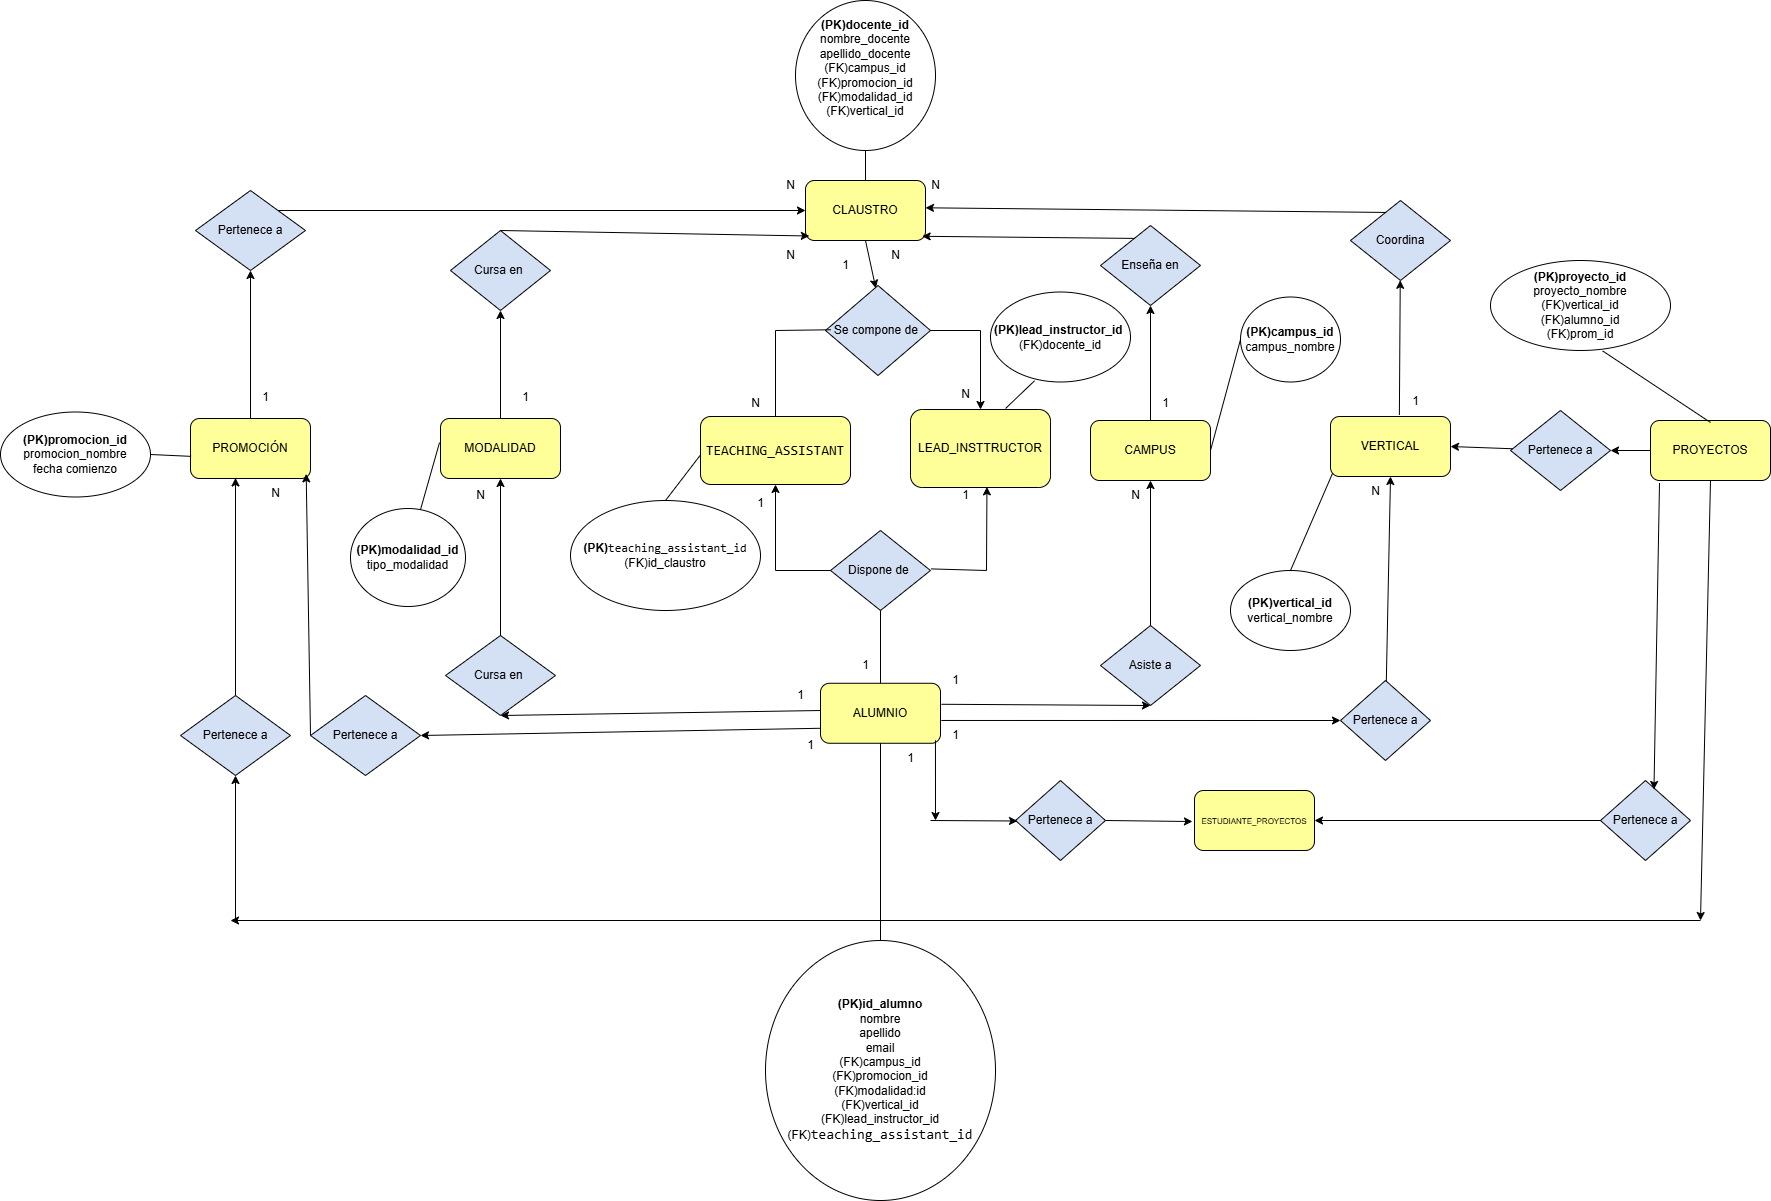 (PK)docente_id
nombre_docente
apellido_docente
(FK)campus_id
(FK)promocion_id
(FK)modalidad_id
(FK)vertical_id
N
N
CLAUSTRO
Pertenece a
Coordina
Cursa en
N
1
N
Enseña en
Se compone de
(PK)lead_instructor_id
(FK)docente_id
(PK)campus_id
campus_nombre
(PK)proyecto_id
proyecto_nombre
(FK)vertical_id
(FK)alumno_id
(FK)prom_id
1
1
N
N
1
1
(PK)promocion_id
promocion_nombre
fecha comienzo
PROMOCIÓN
MODALIDAD
TEACHING_ASSISTANT
LEAD_INSTTRUCTOR
CAMPUS
VERTICAL
Pertenece a
PROYECTOS
N
N
1
1
N
N
(PK)modalidad_id
tipo_modalidad
(PK)teaching_assistant_id
(FK)id_claustro
Dispone de
(PK)vertical_id
vertical_nombre
Cursa en
1
Asiste a
1
1
ALUMNIO
Pertenece a
Pertenece a
Pertenece a
1
1
1
Pertenece a
ESTUDIANTE_PROYECTOS
Pertenece a
(PK)id_alumno
nombre
apellido
email
(FK)campus_id
(FK)promocion_id
(FK)modalidad:id
(FK)vertical_id
(FK)lead_instructor_id
(FK)teaching_assistant_id